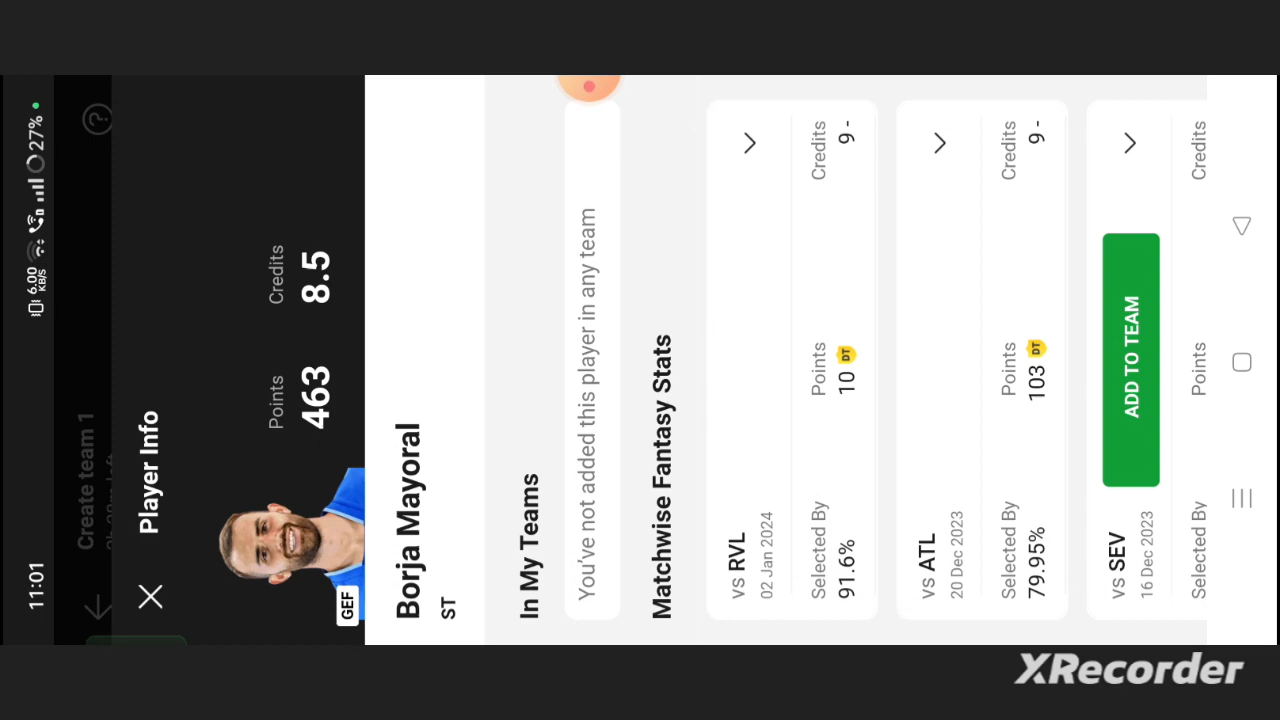 11:01
6.00 KB/S
27%
Create team 1
Player Info
Points
Credits
463
8.5
GEF
Borja Mayoral
ST
In My Teams
You've not added this player in any team
Matchwise Fantasy Stats
vs RVL
02 Jan 2024
Selected By
Points
Credits
91.6%
10 DT
9 -
vs ATL
20 Dec 2023
Selected By
Points
Credits
79.95%
103 DT
9 -
vs SEV
16 Dec 2023
ADD TO TEAM
Selected By
Points
Credits
XRecorder